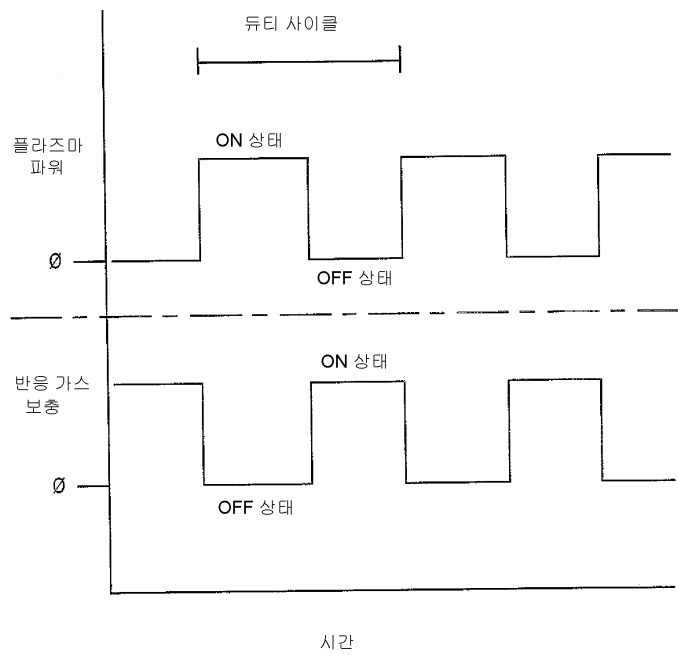 듀티 사이클
플라즈마
파워
ON 상태
Ø
OFF 상태
반응 가스
보충
ON 상태
Ø
OFF 상태
시간